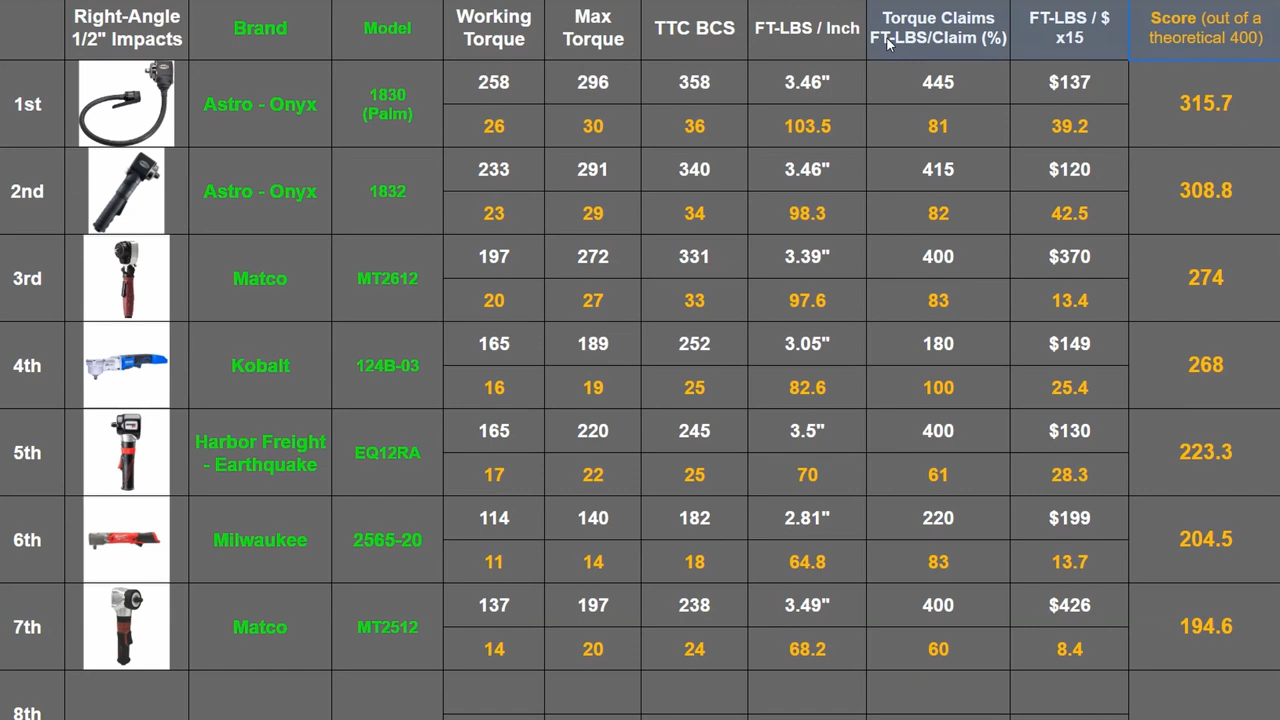 Right-Angle 1/2" Impacts Brand Model Working Torque Max Torque TTC BCS FT-LBS / Inch Torque Claims FT-LBS/Claim (%) FT-LBS / $ x15 Score (out of a theoretical 400)
1st Astro - Onyx 1830 (Palm) 258 296 358 3.46" 445 $137 315.7
26 30 36 103.5 81 39.2
2nd Astro - Onyx 1832 233 291 340 3.46" 415 $120 308.8
23 29 34 98.3 82 42.5
3rd Matco MT2612 197 272 331 3.39" 400 $370 274
20 27 33 97.6 83 13.4
4th Kobalt 124B-03 165 189 252 3.05" 180 $149 268
16 19 25 82.6 100 25.4
5th Harbor Freight - Earthquake EQ12RA 165 220 245 3.5" 400 $130 223.3
17 22 25 70 61 28.3
6th Milwaukee 2565-20 114 140 182 2.81" 220 $199 204.5
11 14 18 64.8 83 13.7
7th Matco MT2512 137 197 238 3.49" 400 $426 194.6
14 20 24 68.2 60 8.4
8th